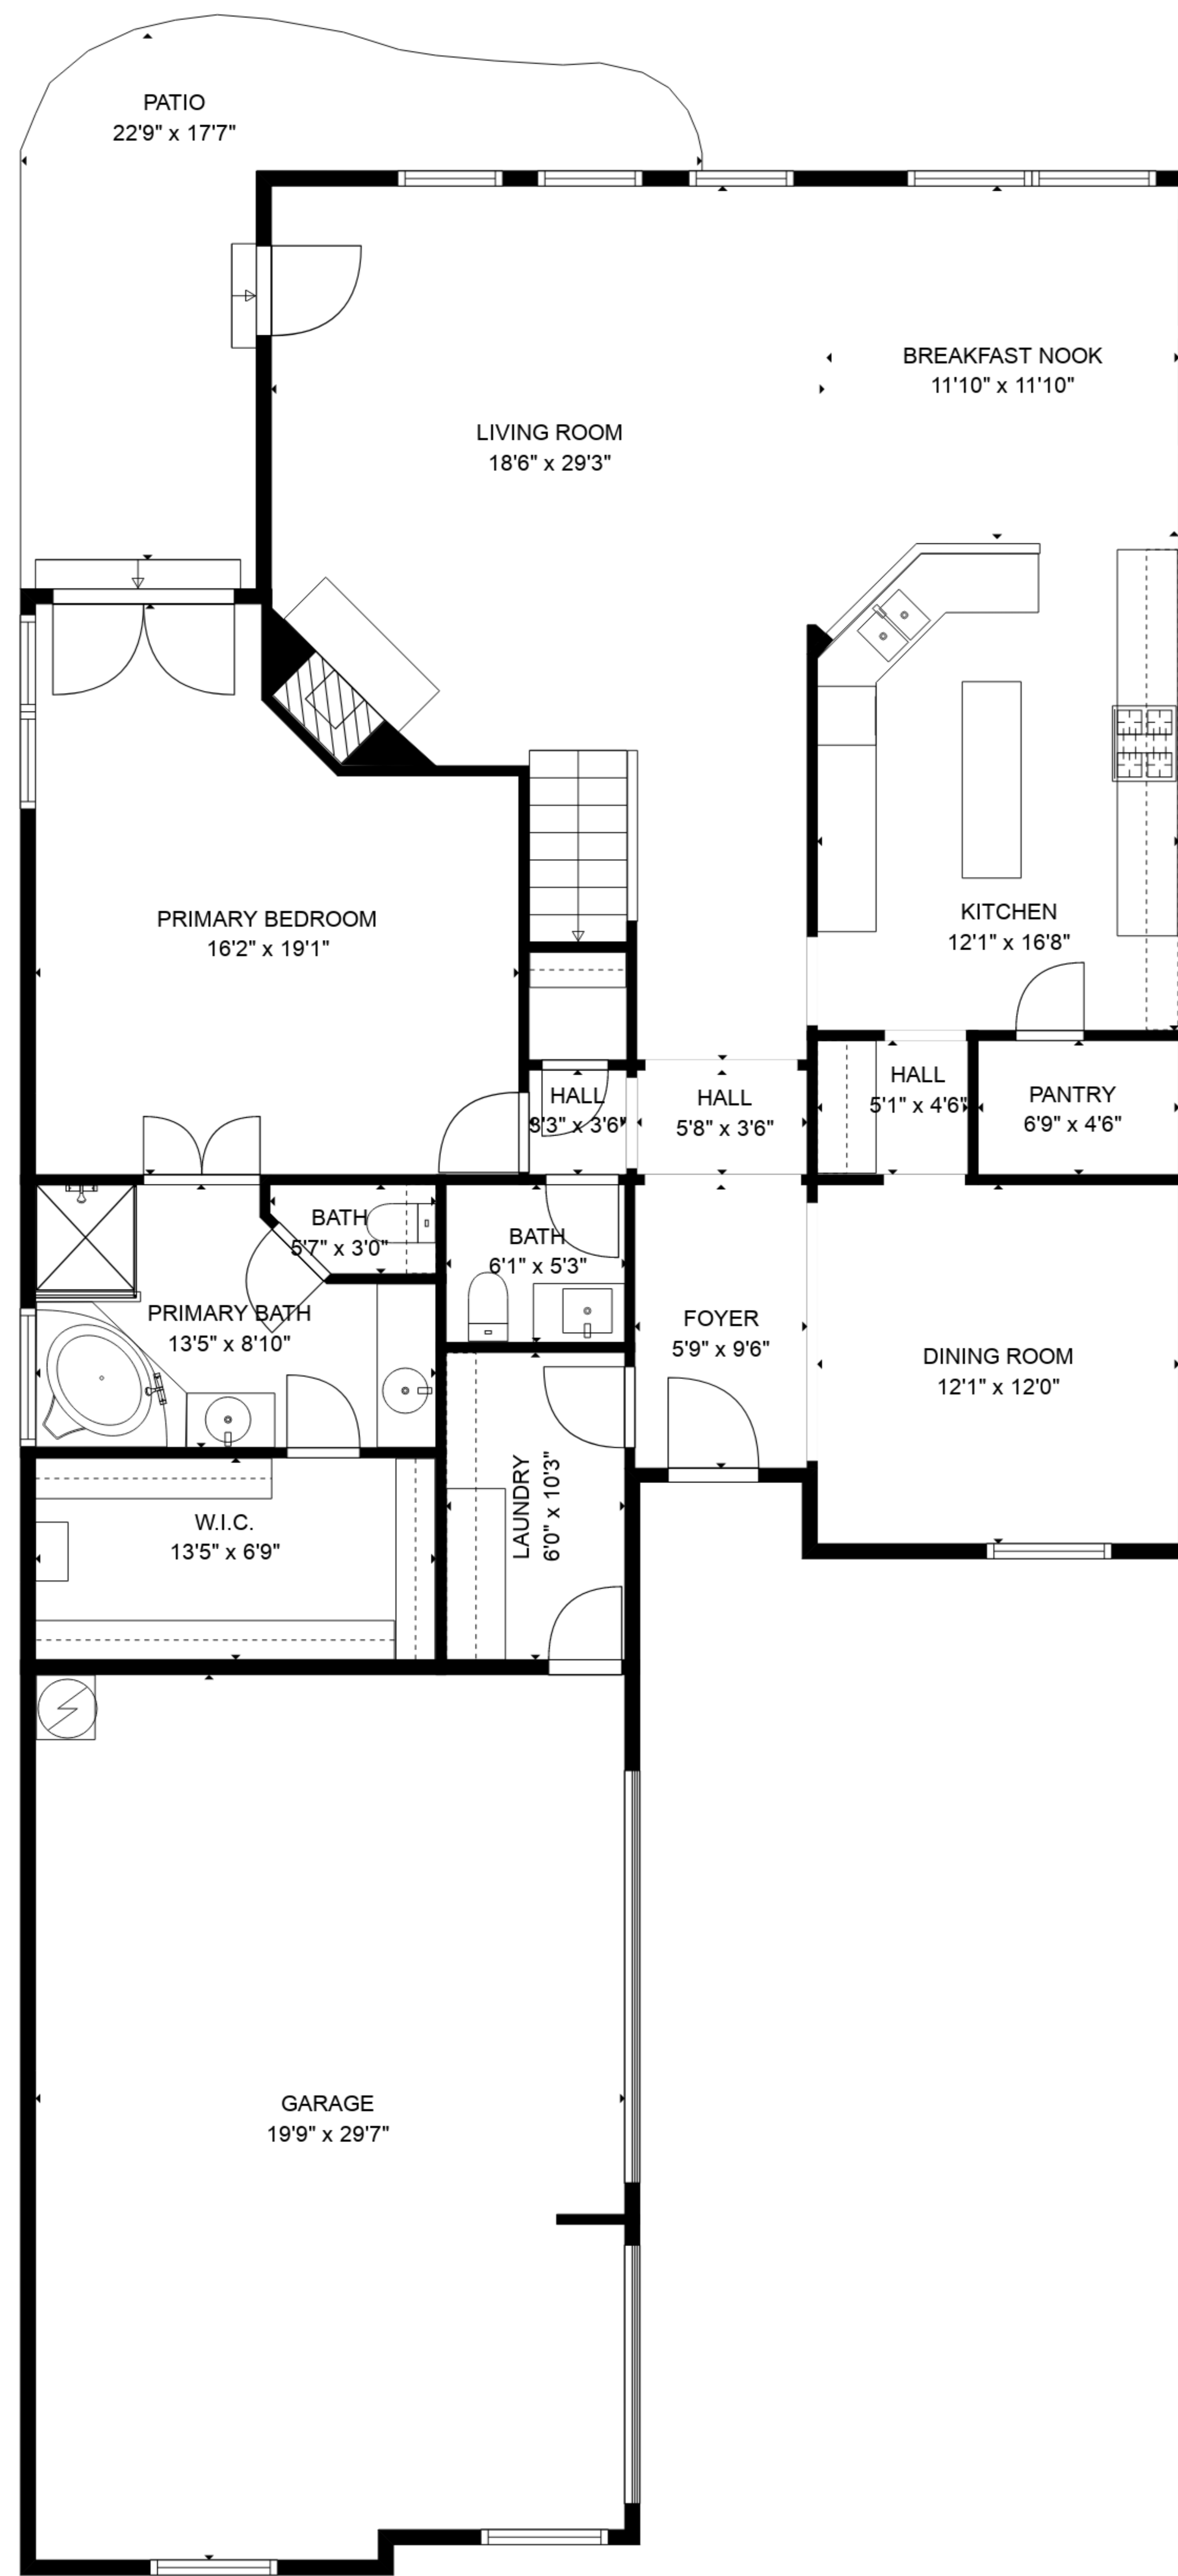 PATIO
22'9" x 17'7"
BREAKFAST NOOK
11'10" x 11'10"
LIVING ROOM
18'6" x 29'3"
PRIMARY BEDROOM
16'2" x 19'1"
KITCHEN
12'1" x 16'8"
HALL
3'3" x 3'6"
HALL
5'8" x 3'6"
HALL
5'1" x 4'6"
PANTRY
6'9" x 4'6"
BATH
5'7" x 3'0"
BATH
6'1" x 5'3"
PRIMARY BATH
13'5" x 8'10"
FOYER
5'9" x 9'6"
DINING ROOM
12'1" x 12'0"
W.I.C.
13'5" x 6'9"
LAUNDRY
6'0" x 10'3"
GARAGE
19'9" x 29'7"